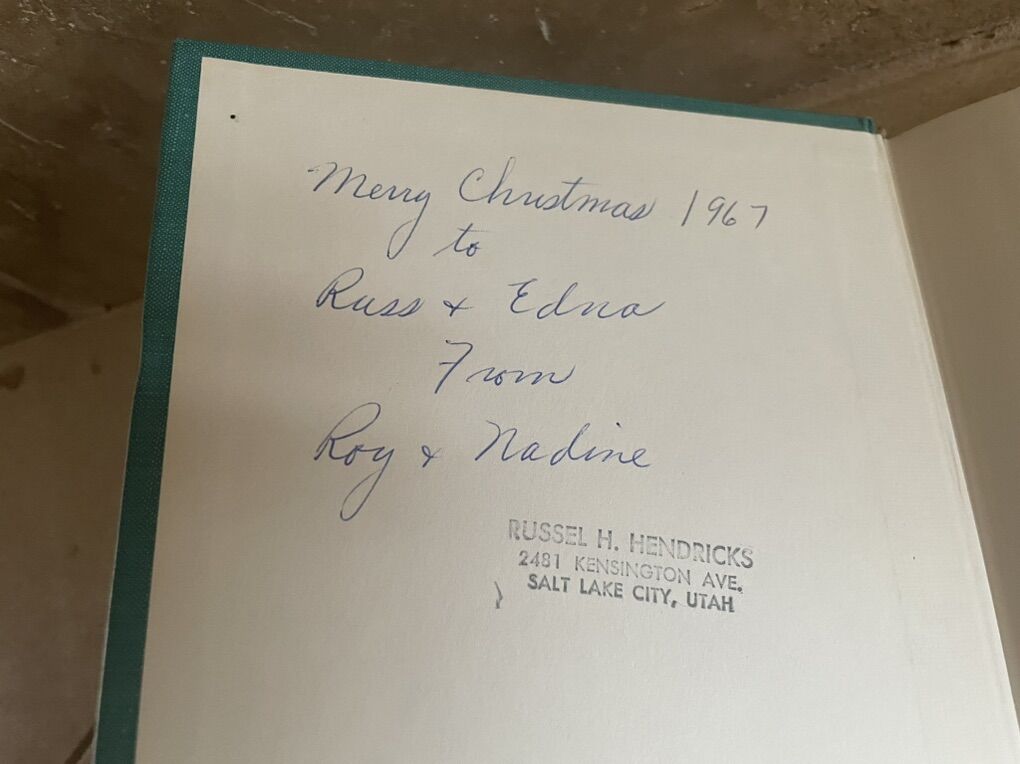 Merry Christmas 1967
to
Russ + Edna
From
Roy + Nadine
RUSSEL H. HENDRICKS
2481 KENSINGTON AVE.
SALT LAKE CITY, UTAH